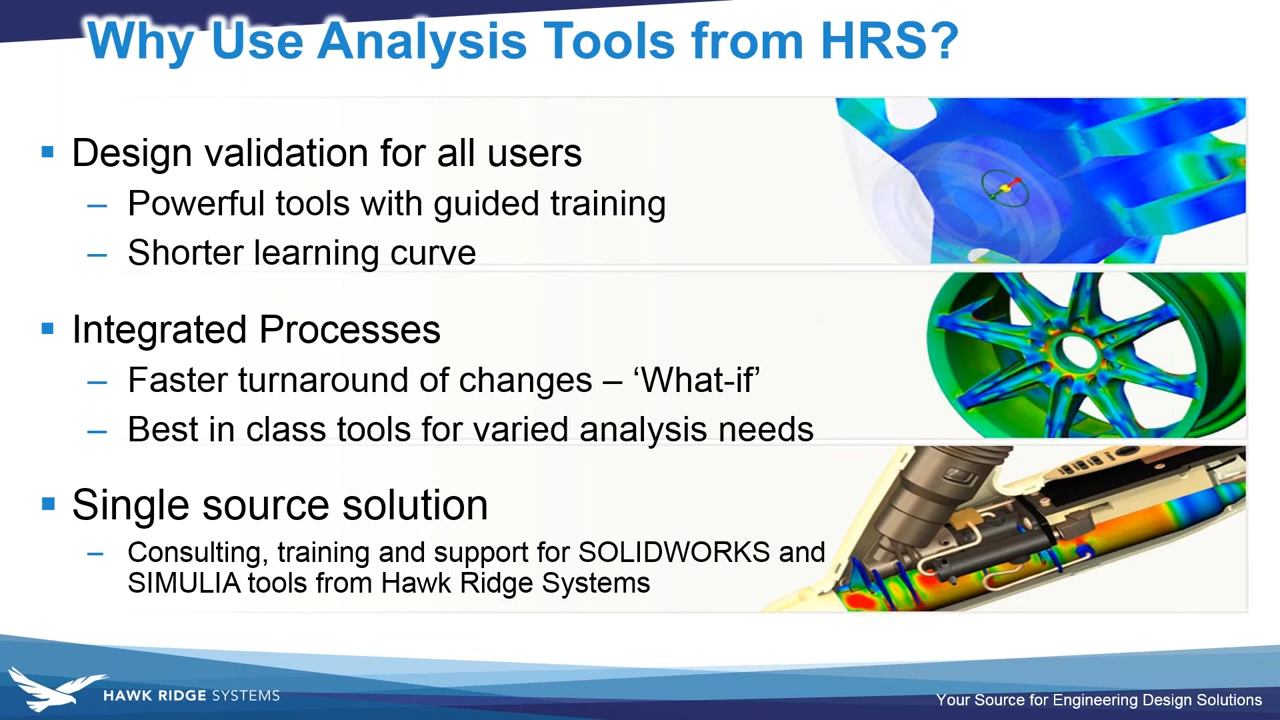 Why Use Analysis Tools from HRS?
▪ Design validation for all users
– Powerful tools with guided training
– Shorter learning curve
▪ Integrated Processes
– Faster turnaround of changes – ‘What-if’
– Best in class tools for varied analysis needs
▪ Single source solution
– Consulting, training and support for SOLIDWORKS and
SIMULIA tools from Hawk Ridge Systems
HAWK RIDGE SYSTEMS
Your Source for Engineering Design Solutions